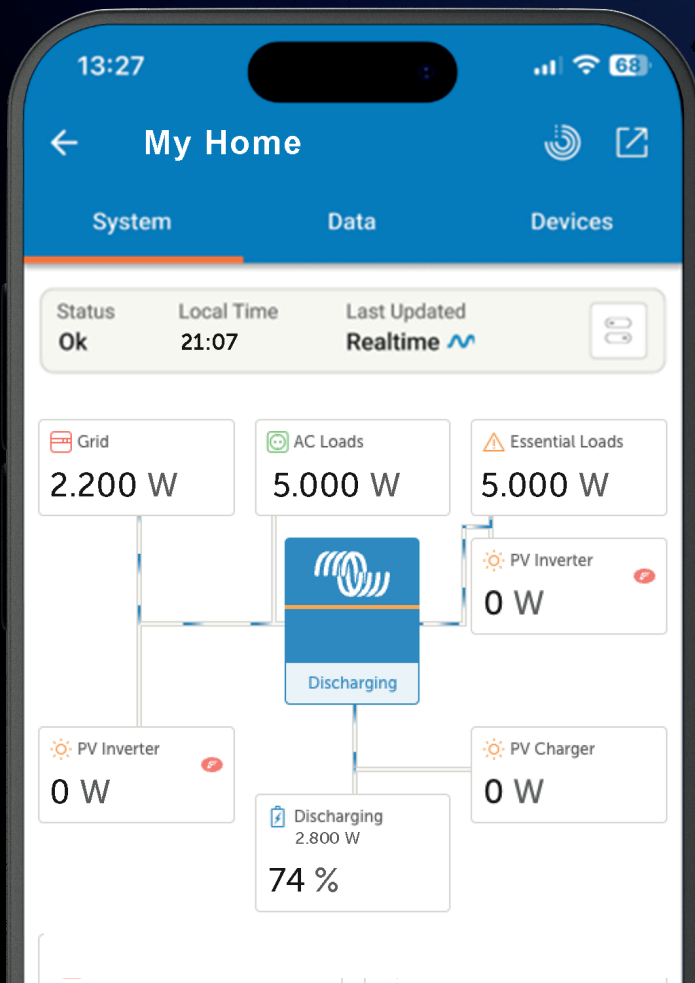 13:27
68
My Home
System Data Devices
Status Local Time Last Updated
Ok 21:07 Realtime
Grid AC Loads Essential Loads
2.200 W 5.000 W 5.000 W
PV Inverter
0 W
Discharging
PV Inverter PV Charger
0 W 0 W
Discharging
2.800 W
74 %